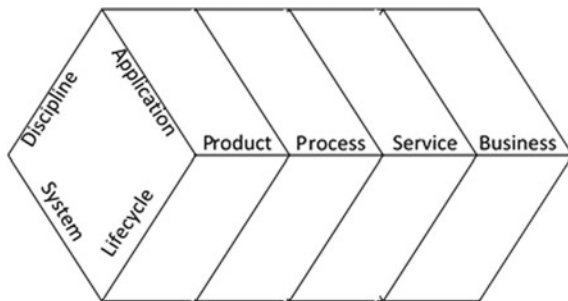 Discipline
Application
Product
Process
Service
Business
System
Lifecycle